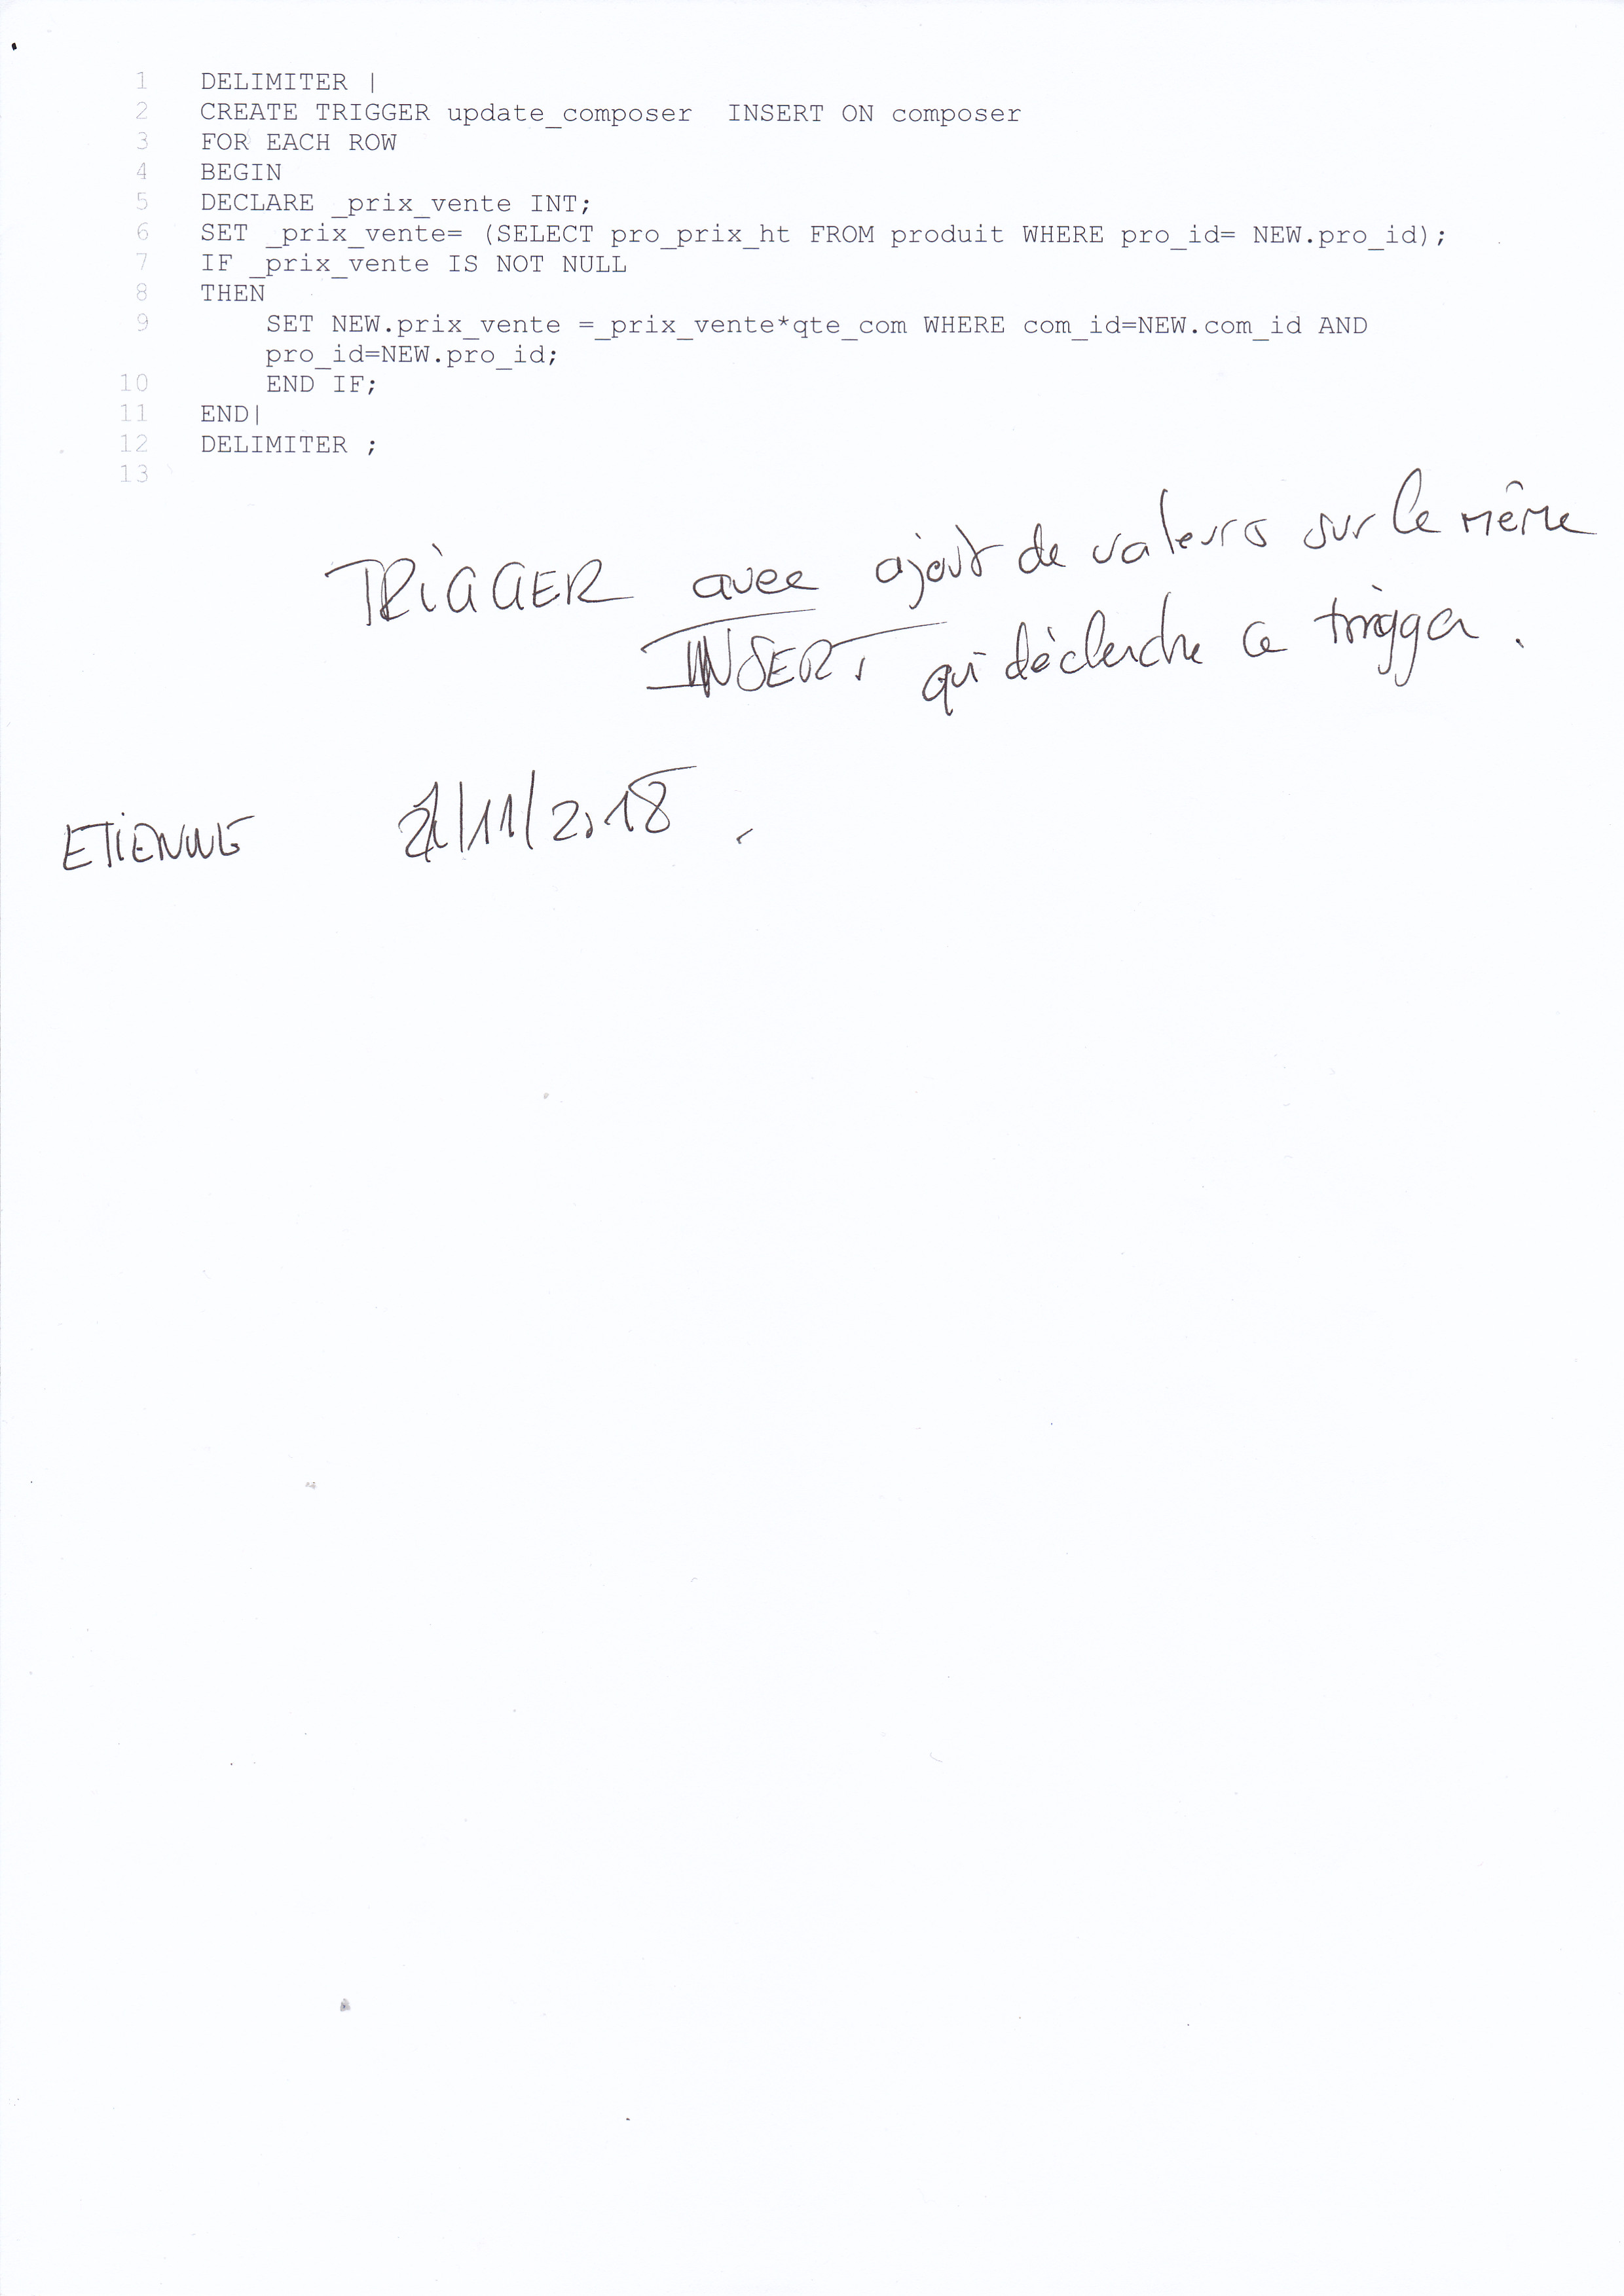 1 DELIMITER |
2 CREATE TRIGGER update_composer  INSERT ON composer
3 FOR EACH ROW
4 BEGIN
5 DECLARE _prix_vente INT;
6 SET _prix_vente= (SELECT pro_prix_ht FROM produit WHERE pro_id= NEW.pro_id);
7 IF _prix_vente IS NOT NULL
8 THEN
9 SET NEW.prix_vente =_prix_vente*qte_com WHERE com_id=NEW.com_id AND
pro_id=NEW.pro_id;
10 END IF;
11 END|
12 DELIMITER ;
13
TRIGGER avec ajout de valeurs sur le même
INSERT qui déclenche ce trigger.
ETIENNE /11/2018